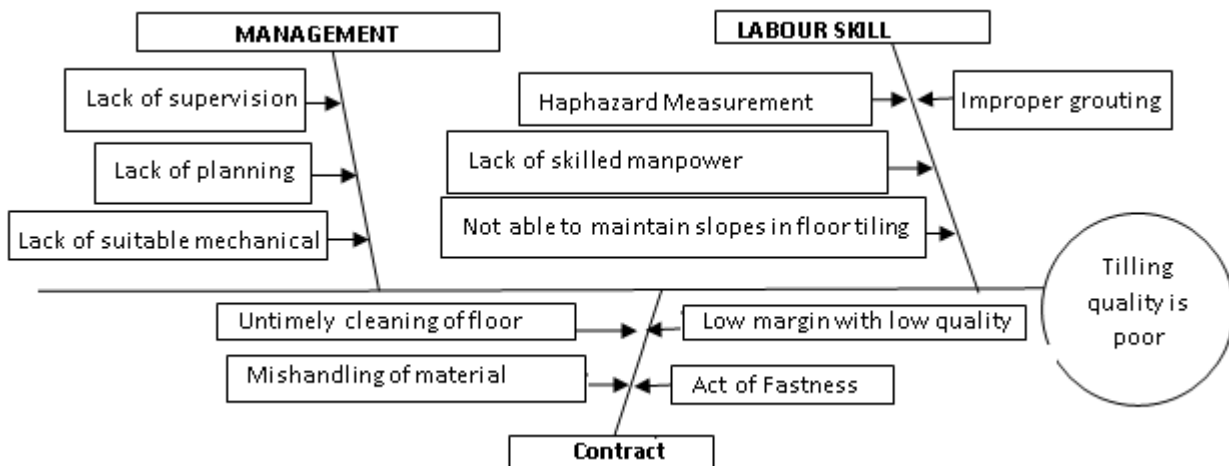 MANAGEMENT
LABOUR SKILL
Lack of supervision
Haphazard Measurement
Improper grouting
Lack of planning
Lack of skilled manpower
Lack of suitable mechanical
Not able to maintain slopes in floor tiling
Tilling
quality is
poor
Untimely cleaning of floor
Low margin with low quality
Mishandling of material
Act of Fastness
Contract